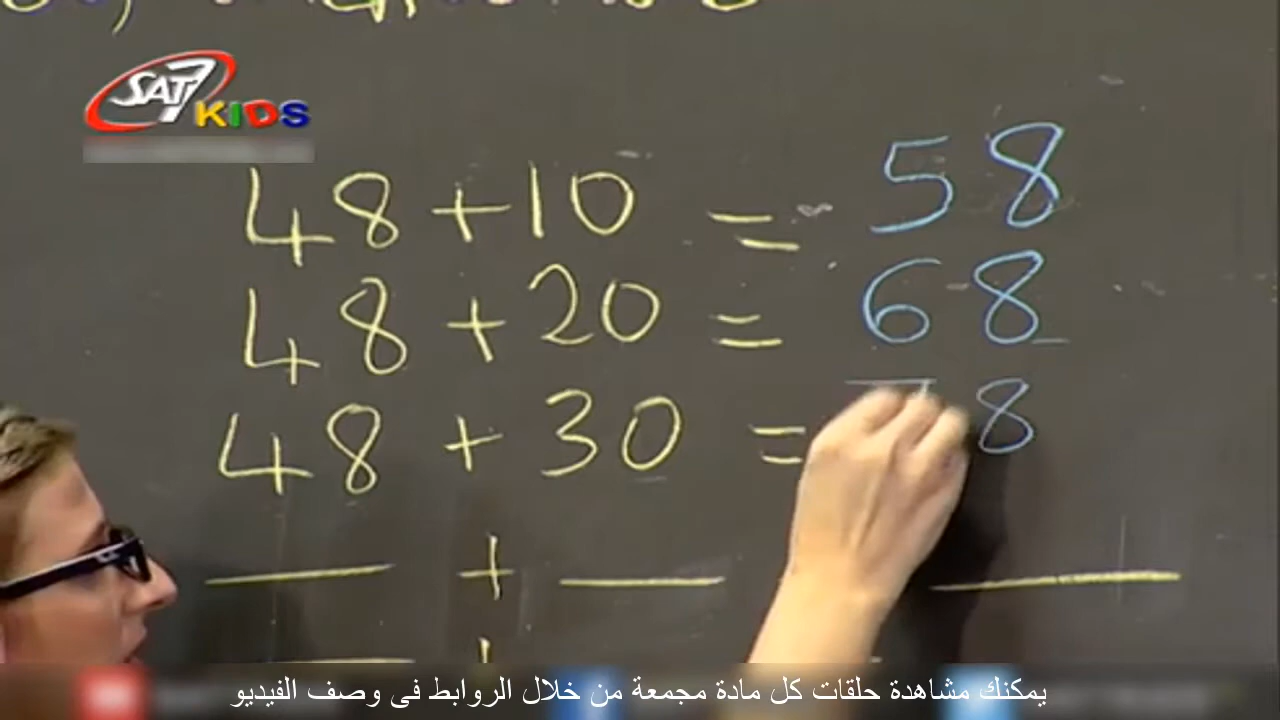 SAT7
KIDS
48 + 10 = 58
48 + 20 = 68
48 + 30 = 8
+
+
يمكنك مشاهدة حلقات كل مادة مجمعة من خلال الروابط فى وصف الفيديو